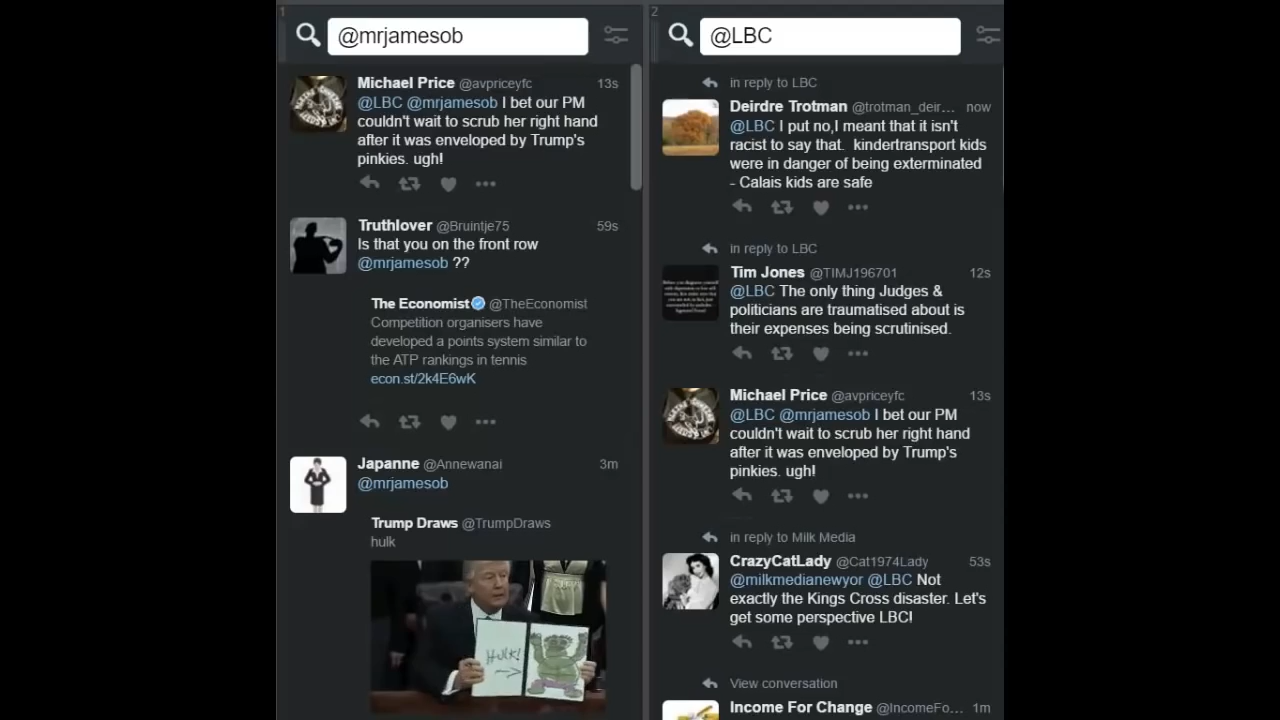 1
@mrjamesob
Michael Price @avpriceyfc 13s
@LBC @mrjamesob I bet our PM
couldn't wait to scrub her right hand
after it was enveloped by Trump's
pinkies. ugh!
Truthlover @Bruintje75 59s
Is that you on the front row
@mrjamesob ??
The Economist @TheEconomist
Competition organisers have
developed a points system similar to
the ATP rankings in tennis
econ.st/2k4E6wK
Japanne @Annewanai 3m
@mrjamesob
Trump Draws @TrumpDraws
hulk
HULK!
2
@LBC
in reply to LBC
Deirdre Trotman @trotman_deir... now
@LBC I put no,I meant that it isn't
racist to say that. kindertransport kids
were in danger of being exterminated
- Calais kids are safe
in reply to LBC
Tim Jones @TIMJ196701 12s
@LBC The only thing Judges &
politicians are traumatised about is
their expenses being scrutinised.
Michael Price @avpriceyfc 13s
@LBC @mrjamesob I bet our PM
couldn't wait to scrub her right hand
after it was enveloped by Trump's
pinkies. ugh!
in reply to Milk Media
CrazyCatLady @Cat1974Lady 53s
@milkmedianewyor @LBC Not
exactly the Kings Cross disaster. Let's
get some perspective LBC!
View conversation
Income For Change @IncomeFo... 1m